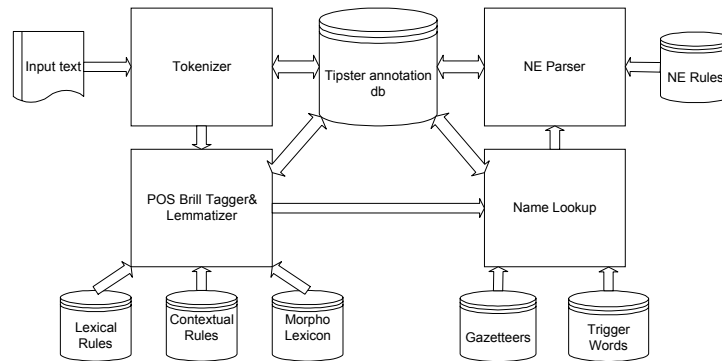 Input text
Tokenizer
Tipster annotation
db
NE Parser
NE Rules
POS Brill Tagger&
Lemmatizer
Name Lookup
Lexical
Rules
Contextual
Rules
Morpho
Lexicon
Gazetteers
Trigger
Words